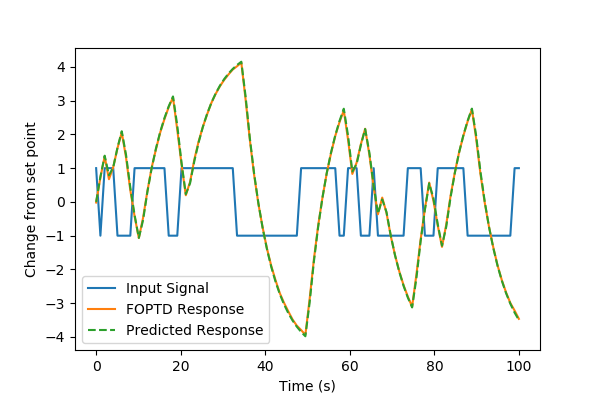 4
3
2
1
0
−1
−2
−3
−4
Change from set point
Input Signal
FOPTD Response
Predicted Response
0 20 40 60 80 100
Time (s)